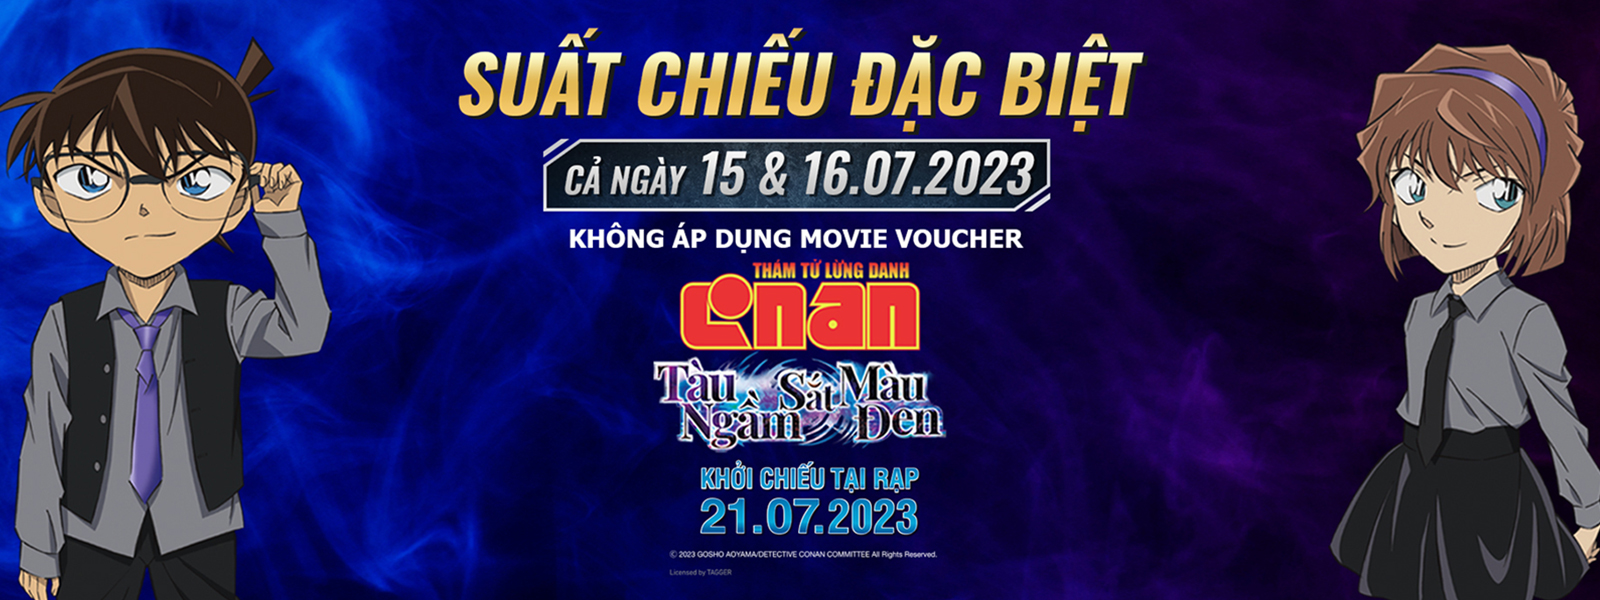 SUẤT CHIẾU ĐẶC BIỆT
CẢ NGÀY 15 & 16.07.2023
KHÔNG ÁP DỤNG MOVIE VOUCHER
THÁM TỬ LỪNG DANH
Conan
Tàu Ngầm Sắt Màu Đen
KHỞI CHIẾU TẠI RẠP
21.07.2023
© 2023 GOSHO AOYAMA/DETECTIVE CONAN COMMITTEE All Rights Reserved.
Licensed by TAGGER